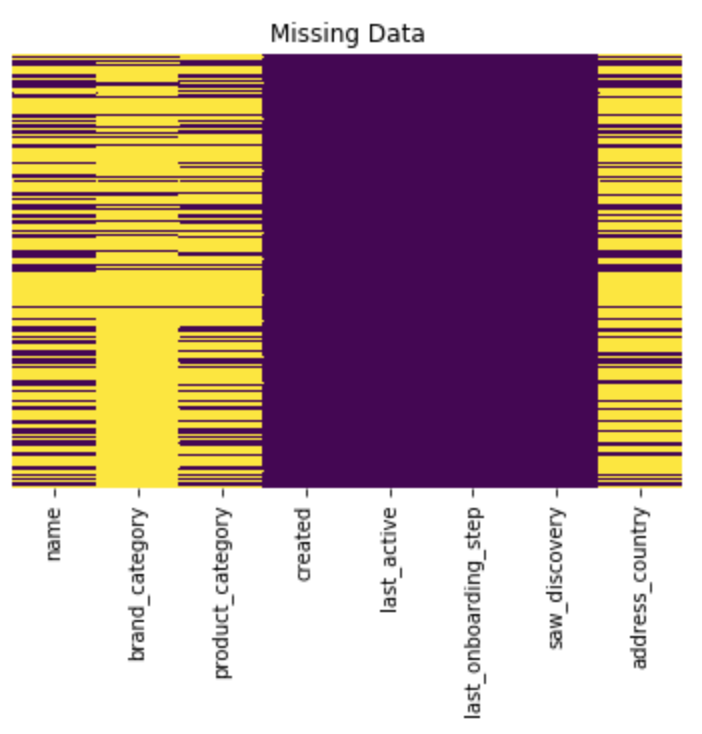 Missing Data
name
brand_category
product_category
created
last_active
last_onboarding_step
saw_discovery
address_country